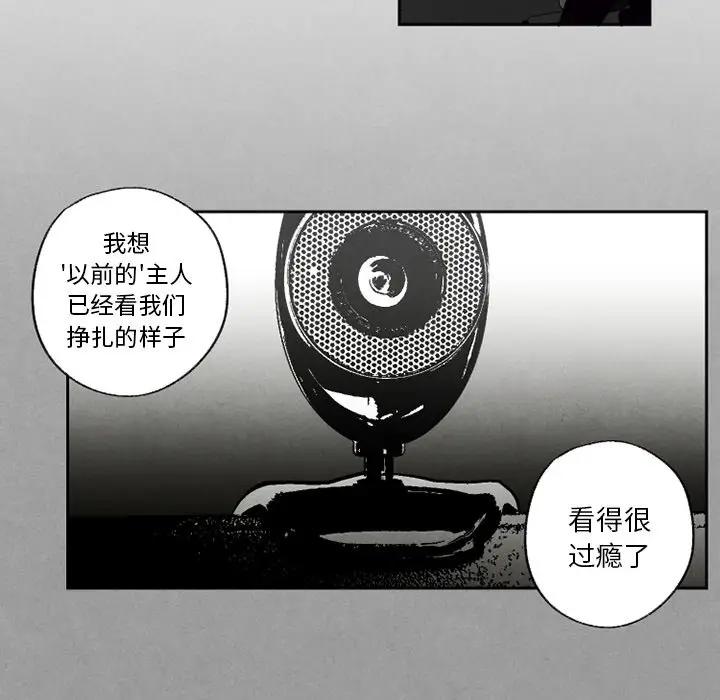 我想
'以前的'主人
已经看我们
挣扎的样子
看得很
过瘾了